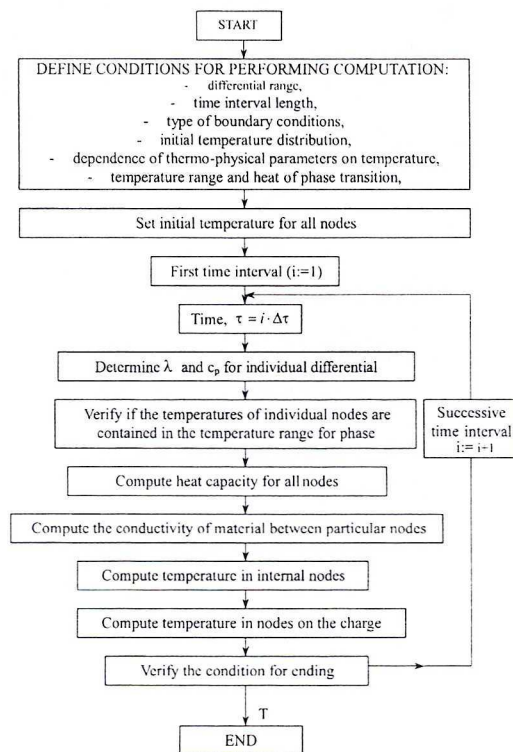 START
DEFINE CONDITIONS FOR PERFORMING COMPUTATION:
- differential range,
- time interval length,
- type of boundary conditions,
- initial temperature distribution,
- dependence of thermo-physical parameters on temperature,
- temperature range and heat of phase transition,
Set initial temperature for all nodes
First time interval (i:=1)
Time, τ = i · Δτ
Determine λ and cp for individual differential
Verify if the temperatures of individual nodes are
contained in the temperature range for phase
Successive
time interval
i:= i+1
Compute heat capacity for all nodes
Compute the conductivity of material between particular nodes
Compute temperature in internal nodes
Compute temperature in nodes on the charge
Verify the condition for ending
T
END